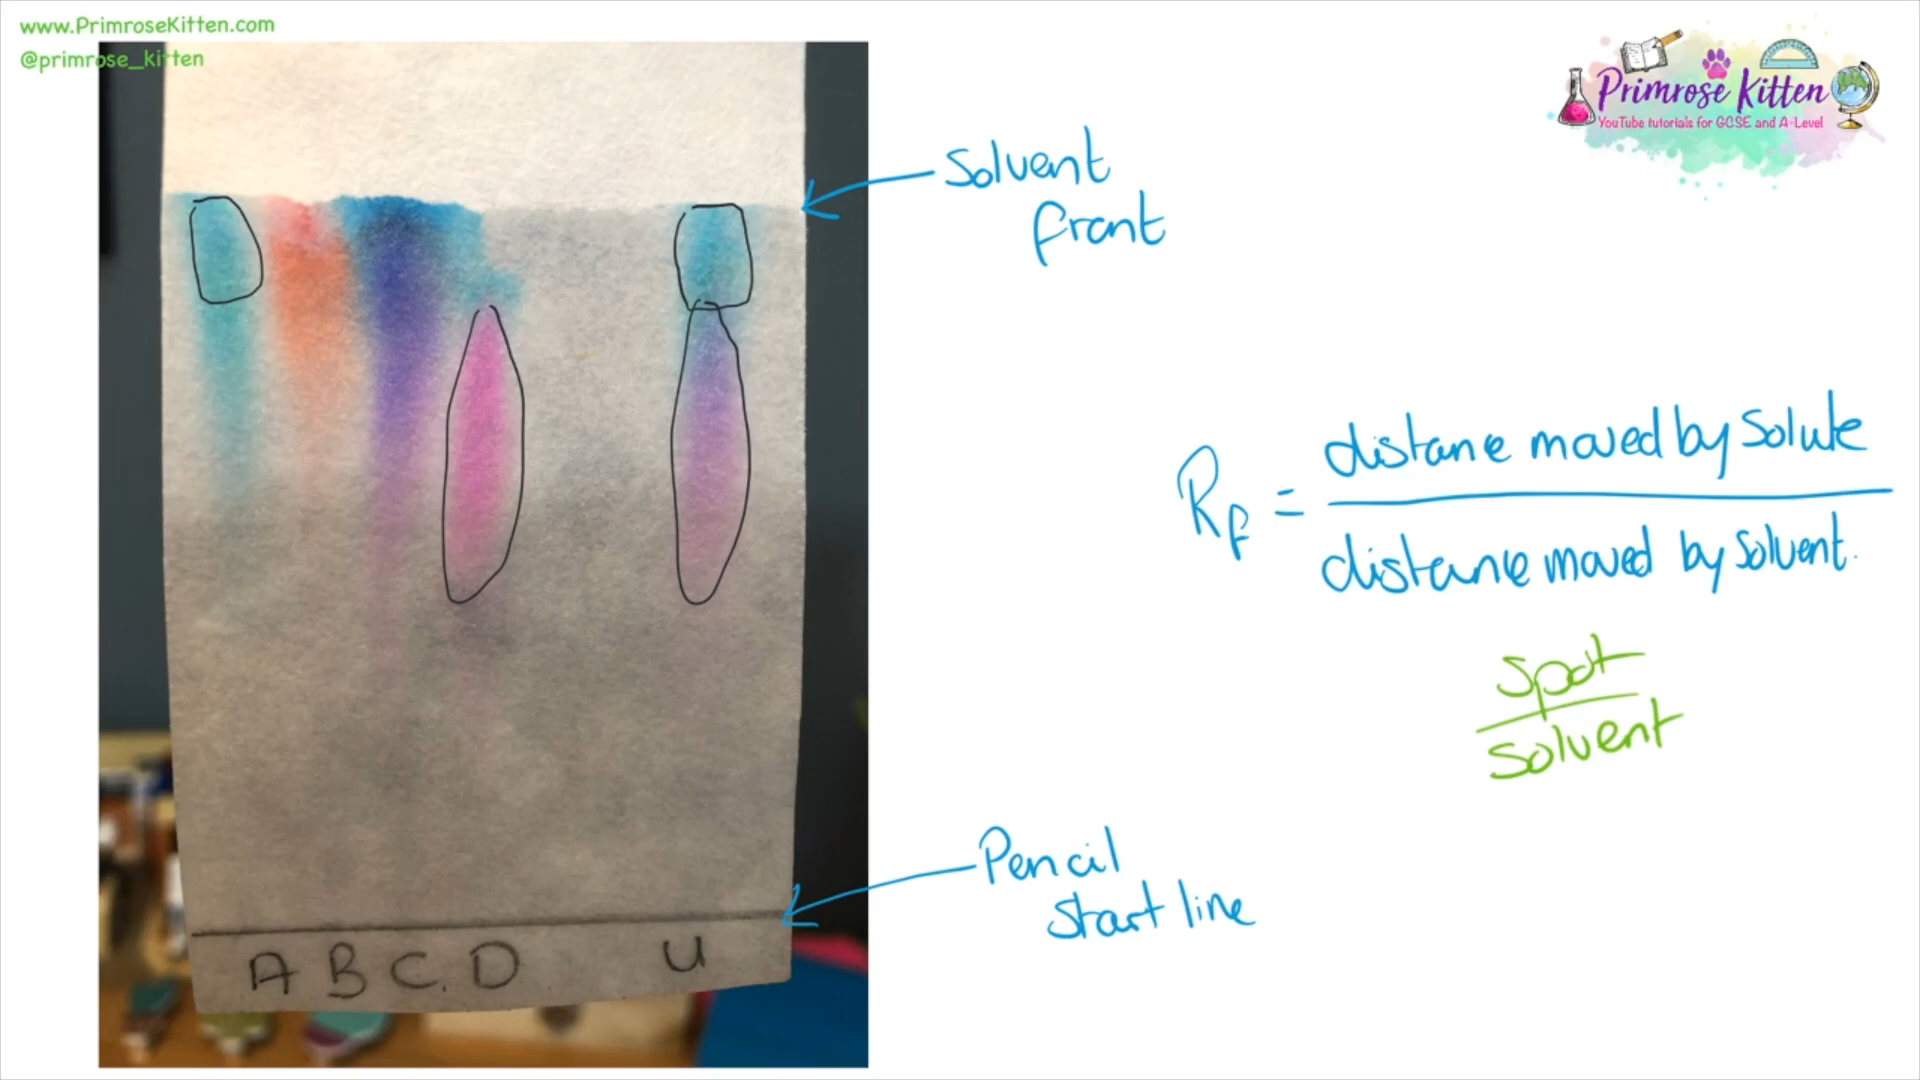 www.PrimroseKitten.com
@primrose_kitten
Primrose Kitten
YouTube tutorials for GCSE and A-Level
Solvent
front
Rf = distance moved by Solute
distance moved by Solvent.
Spot
Solvent
Pencil
Start line
A B C. D U